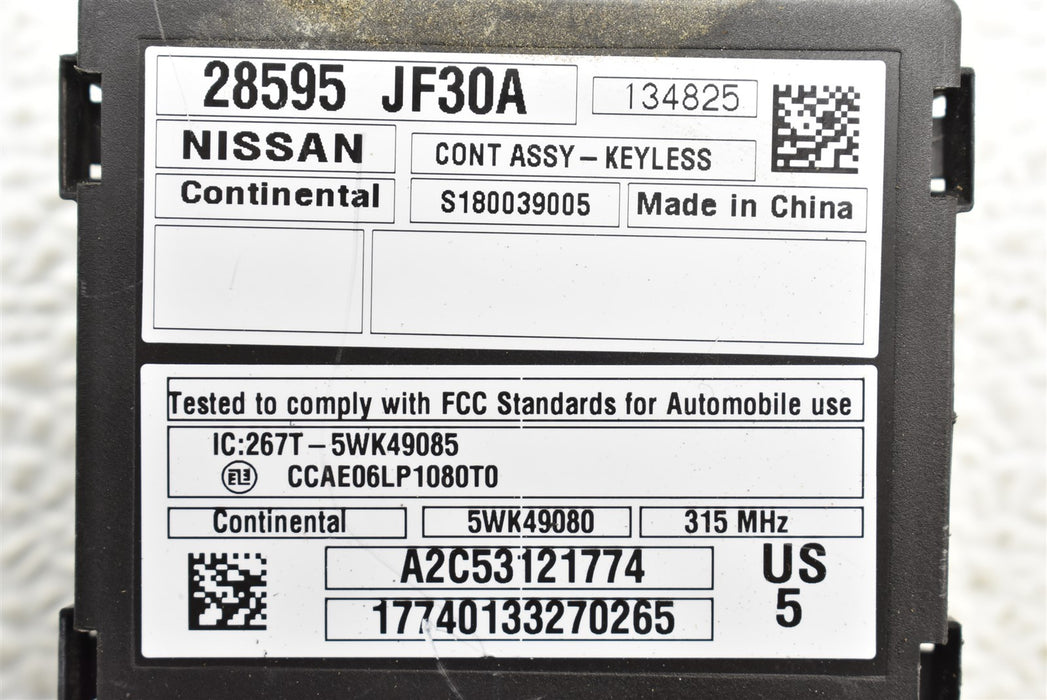 28595 JF30A
134825
NISSAN
CONT ASSY-KEYLESS
Continental
S180039005
Made in China
Tested to comply with FCC Standards for Automobile use
IC:267T-5WK49085
CCAE06LP1080T0
Continental
5WK49080
315 MHz
A2C53121774
US
17740133270265
5